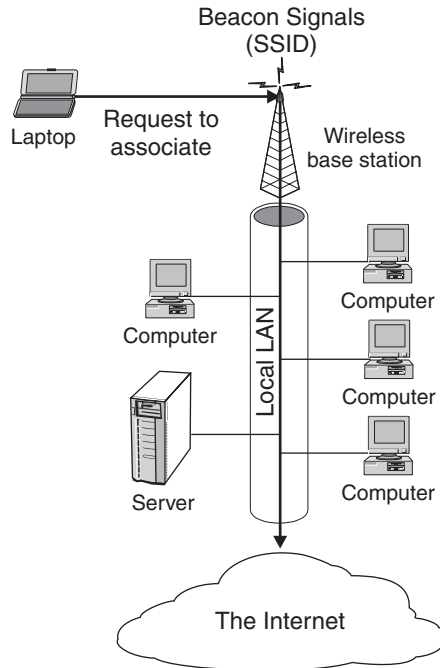 Beacon Signals
(SSID)
Laptop
Request to
associate
Wireless
base station
Computer
Computer
Local LAN
Computer
Server
Computer
The Internet